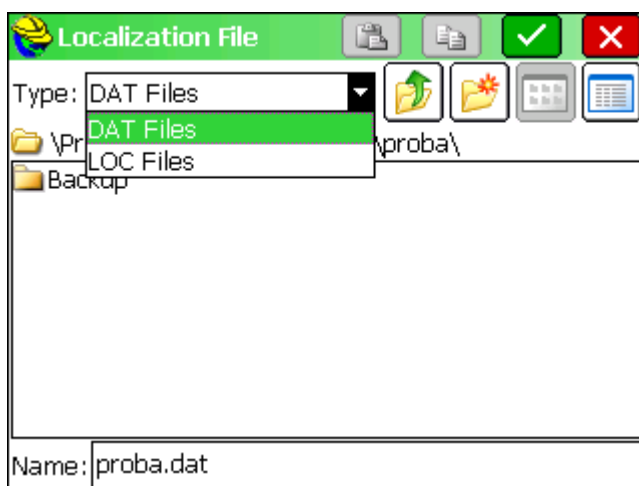 Localization File
Type: DAT Files
DAT Files
\Pr \proba\
LOC Files
Backup
Name: proba.dat